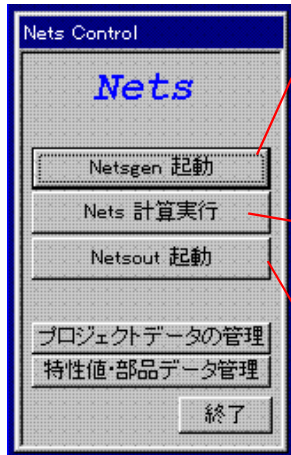 Nets Control
Nets
Netsgen 起動
Nets 計算実行
Netsout 起動
プロジェクトデータの管理
特性値・部品データ管理
終了